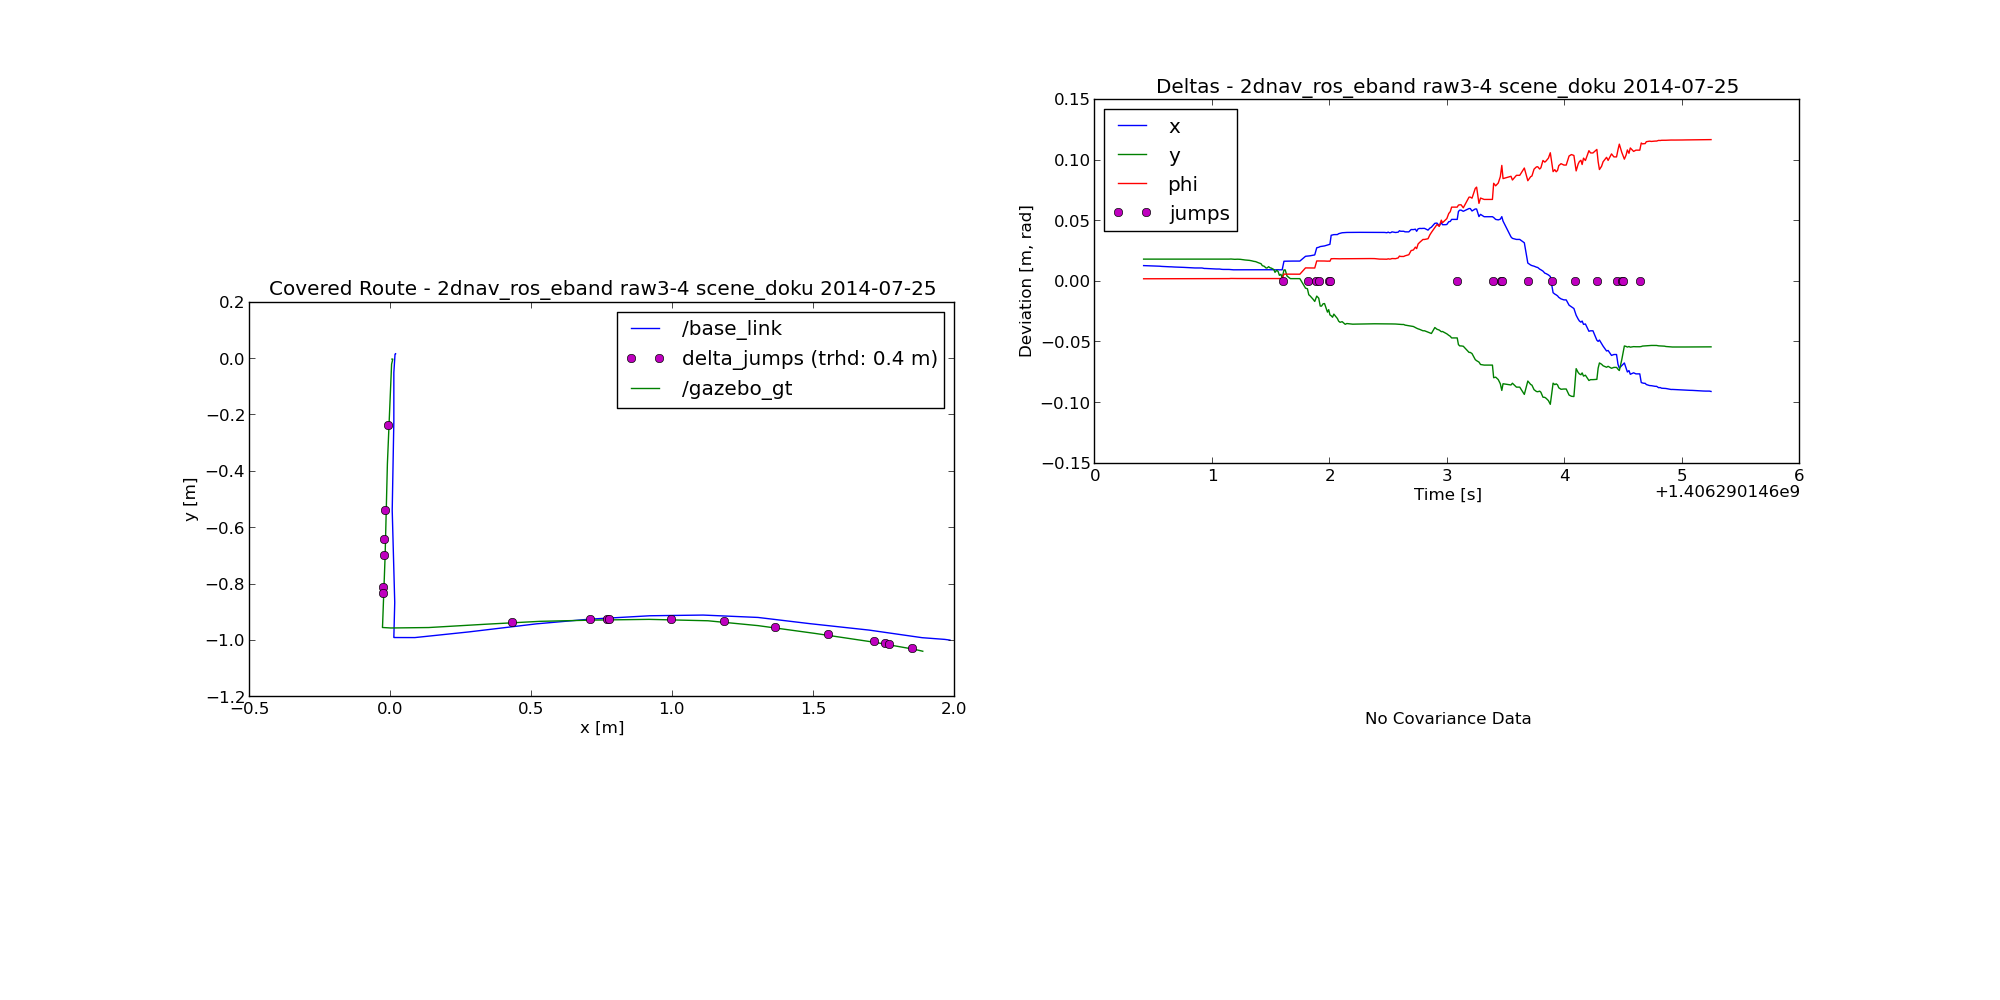 Covered Route - 2dnav_ros_eband raw3-4 scene_doku 2014-07-25
/base_link
delta_jumps (trhd: 0.4 m)
/gazebo_gt
y [m]
0.2
0.0
−0.2
−0.4
−0.6
−0.8
−1.0
−1.2
−0.5
0.0
0.5
1.0
1.5
2.0
x [m]
Deltas - 2dnav_ros_eband raw3-4 scene_doku 2014-07-25
x
y
phi
jumps
Deviation [m, rad]
0.15
0.10
0.05
0.00
−0.05
−0.10
−0.15
0
1
2
3
4
5
6
Time [s]
+1.406290146e9
No Covariance Data